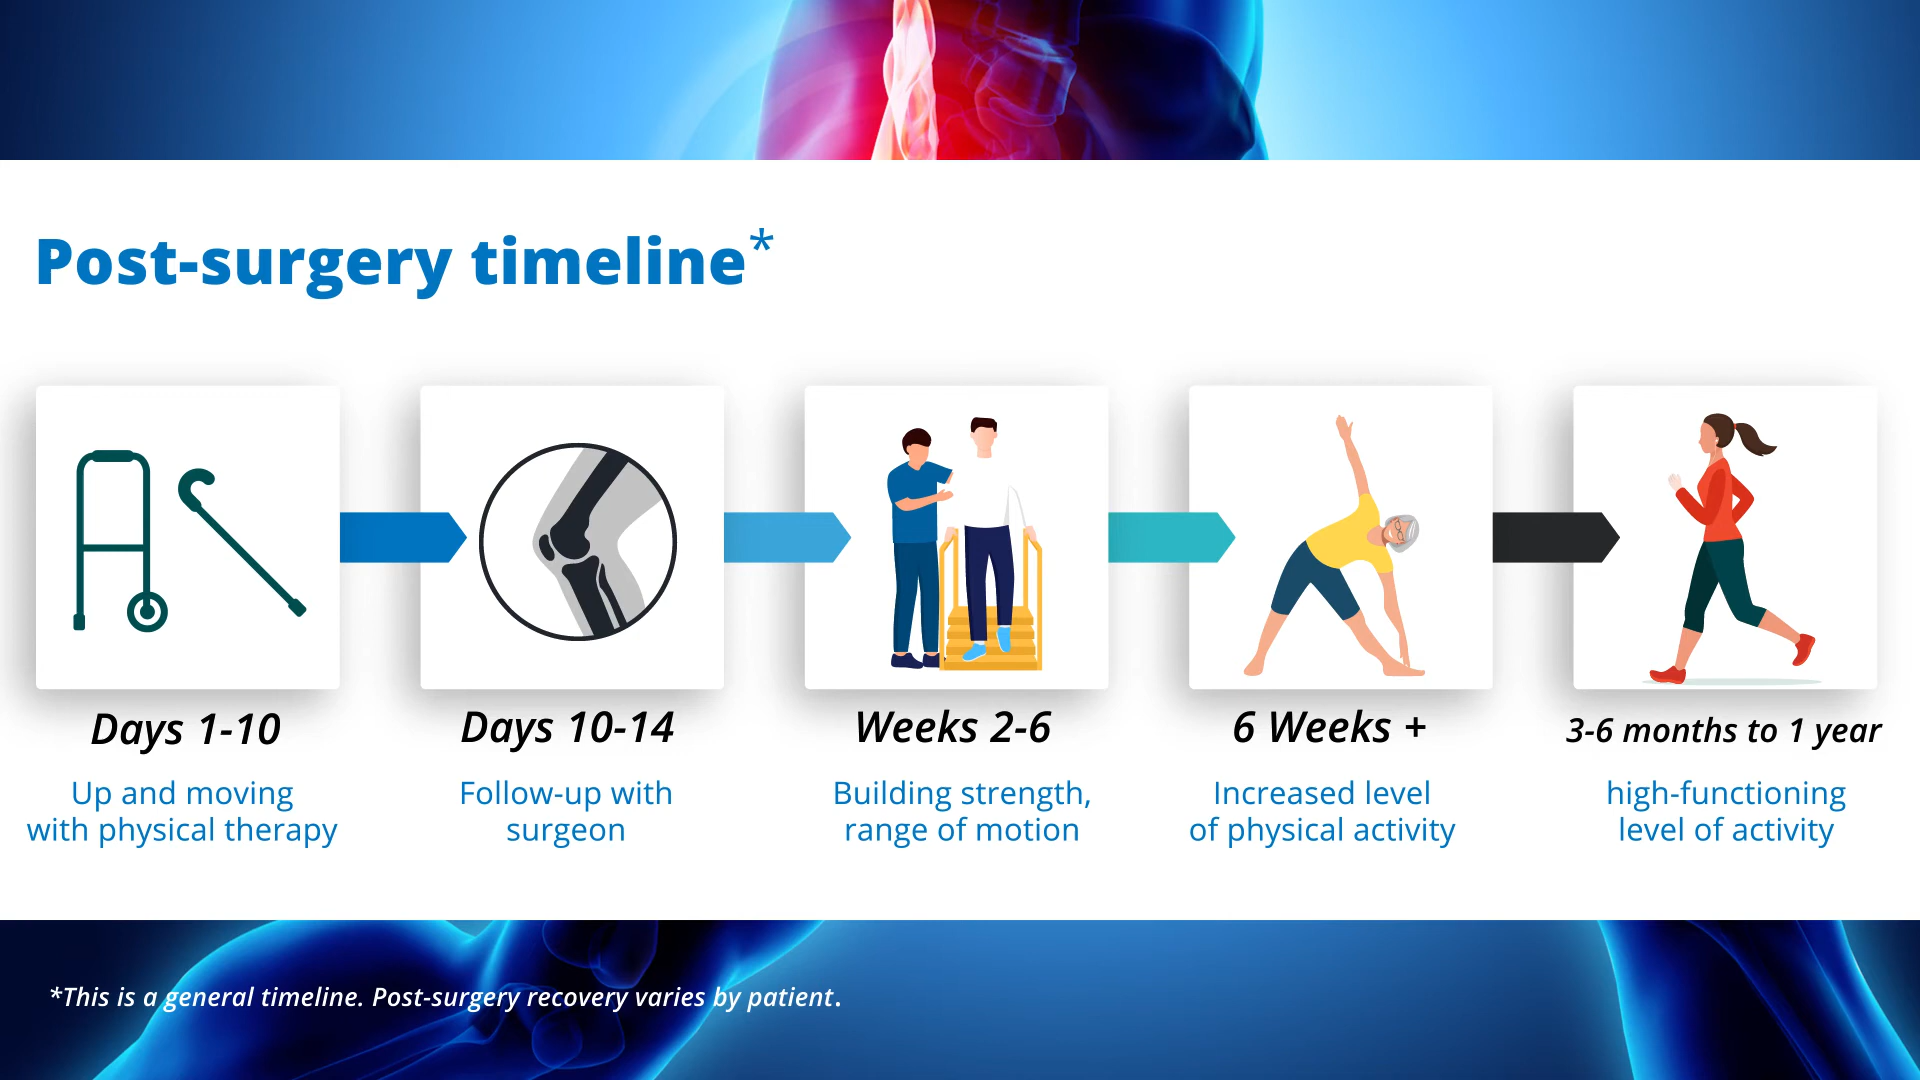 Post-surgery timeline*
Days 1-10
Up and moving
with physical therapy
Days 10-14
Follow-up with
surgeon
Weeks 2-6
Building strength,
range of motion
6 Weeks +
Increased level
of physical activity
3-6 months to 1 year
high-functioning
level of activity
*This is a general timeline. Post-surgery recovery varies by patient.